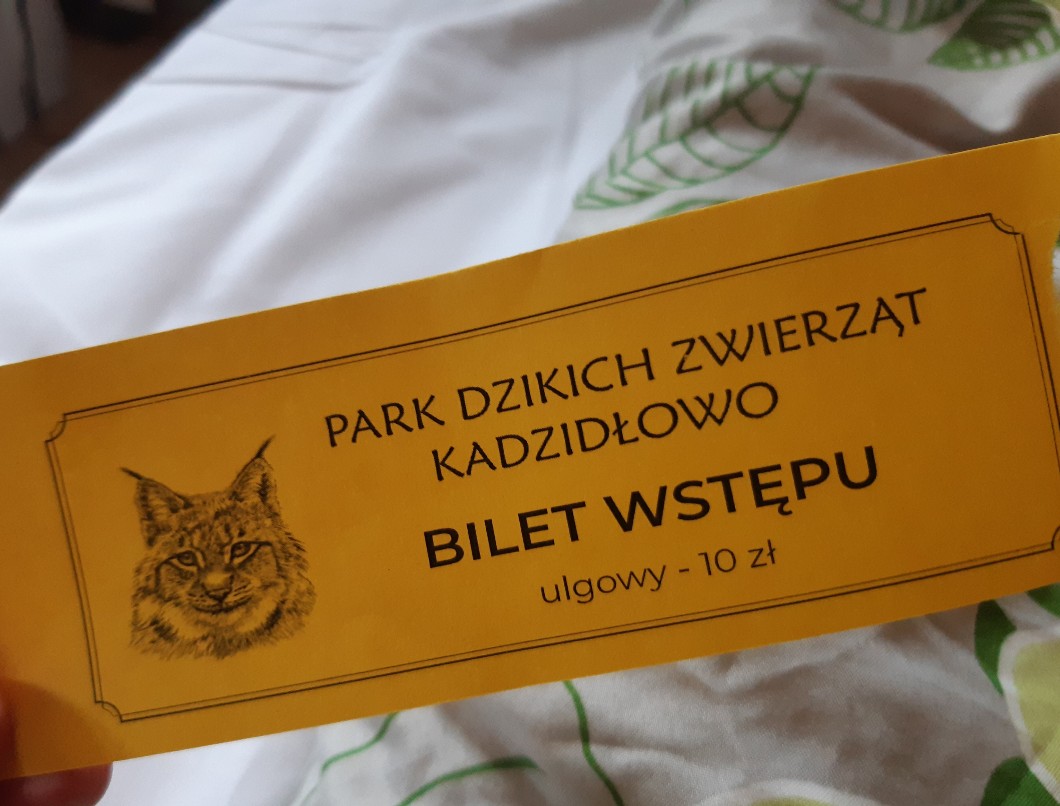 PARK DZIKICH ZWIERZĄT
KADZIDŁOWO
BILET WSTĘPU
ulgowy - 10 zł